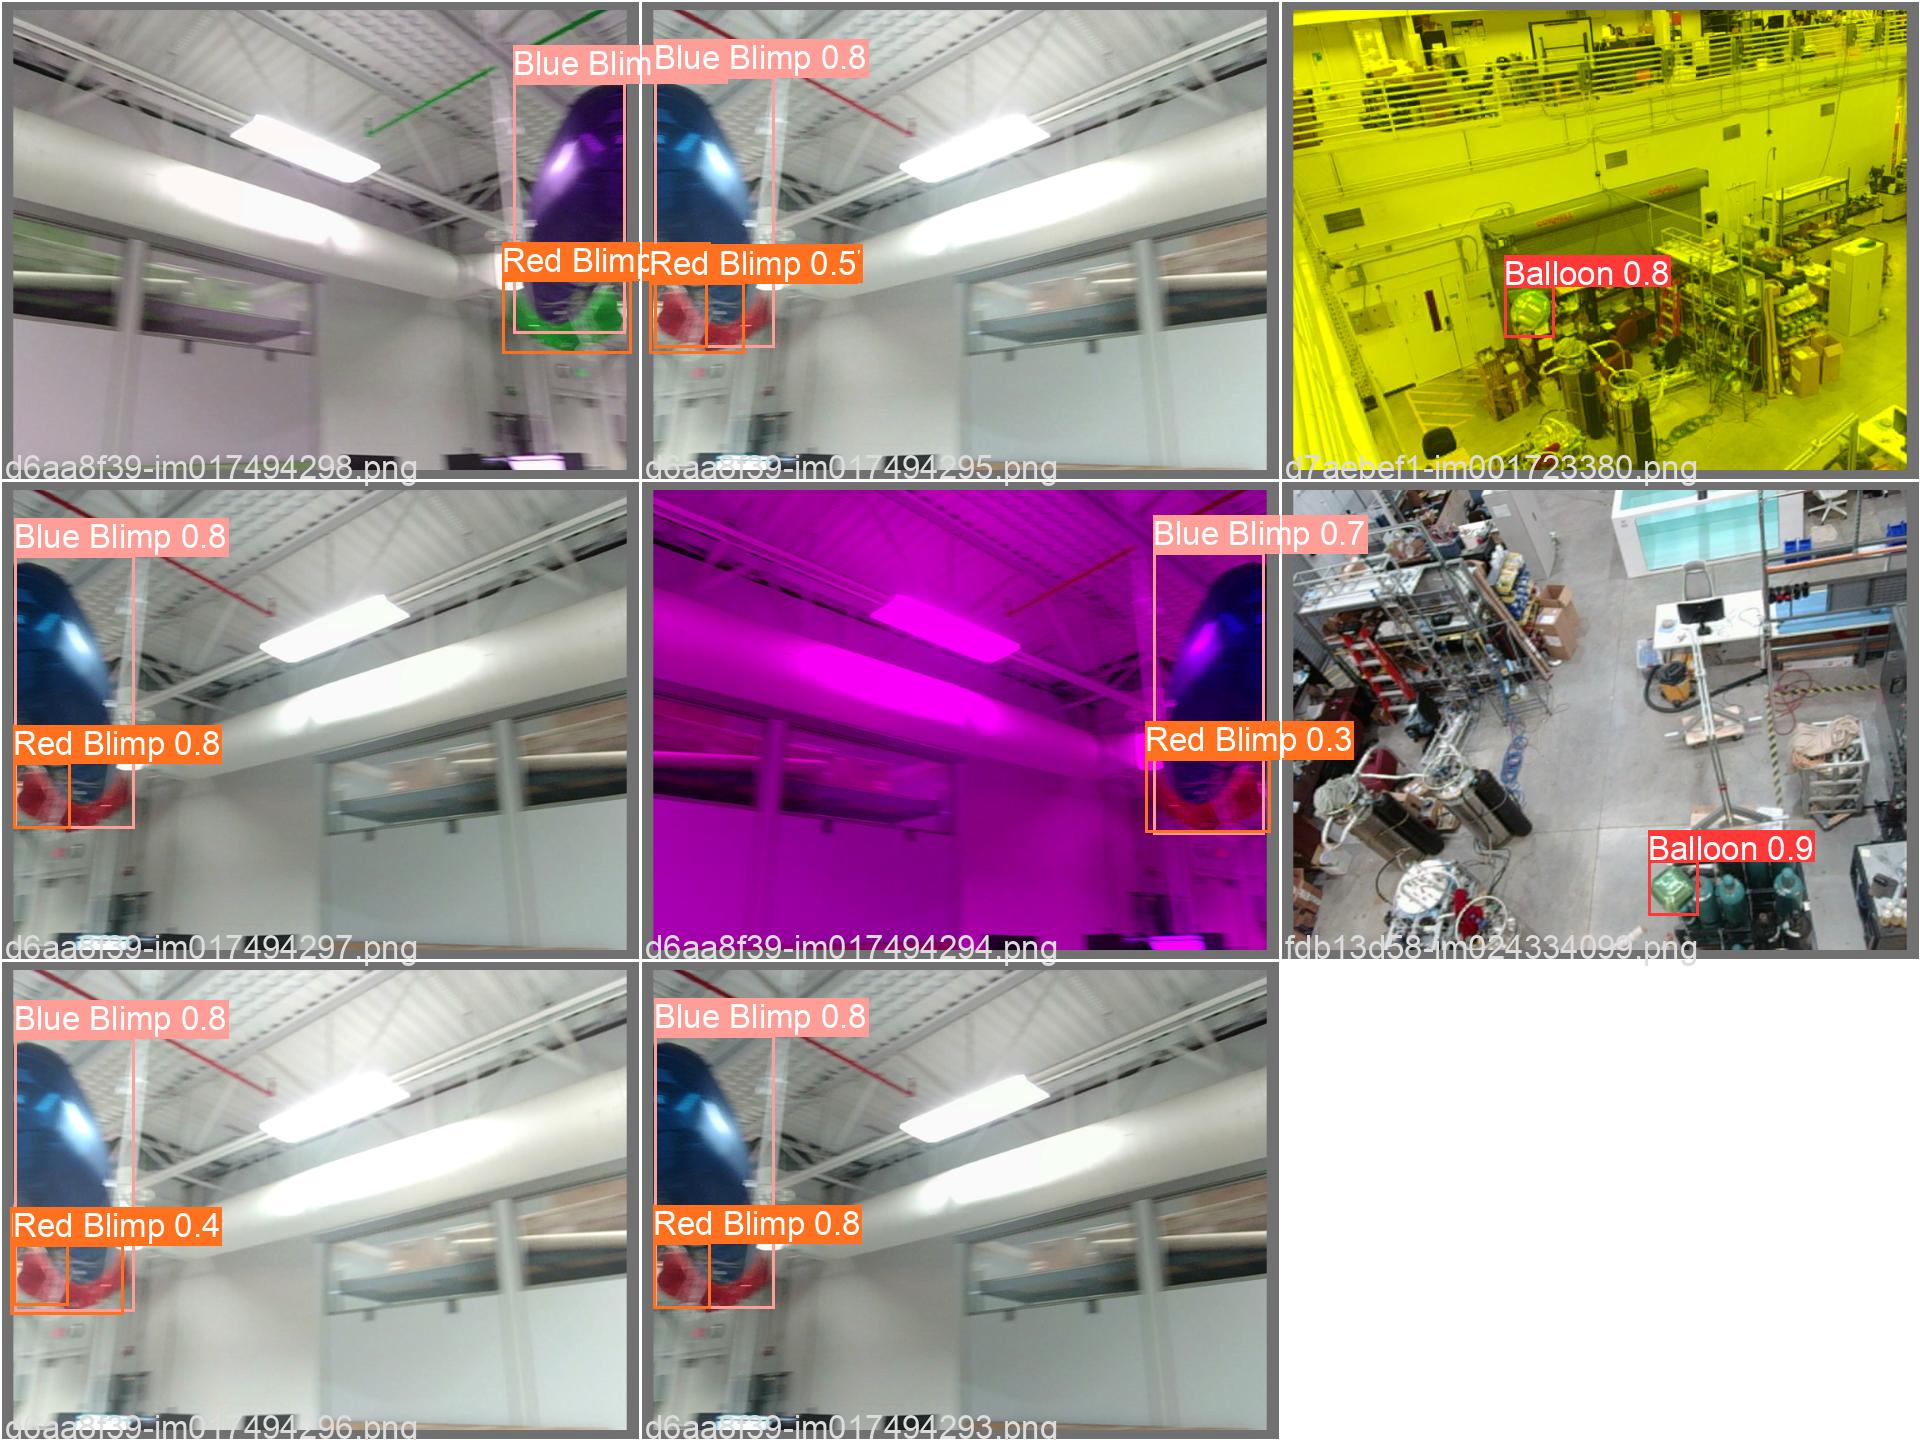 Blue Blim
Blue Blimp 0.8
Red Blimp
Red Blimp 0.5
Balloon 0.8
d6aa8f39-im017494298.png
d6aa8f39-im017494295.png
d7aebef1-im001723380.png
Blue Blimp 0.8
Blue Blimp 0.7
Red Blimp 0.8
Red Blimp 0.3
Balloon 0.9
d6aa8f39-im017494297.png
d6aa8f39-im017494294.png
fdb13d58-im024334099.png
Blue Blimp 0.8
Blue Blimp 0.8
Red Blimp 0.4
Red Blimp 0.8
d6aa8f39-im017494296.png
d6aa8f39-im017494293.png